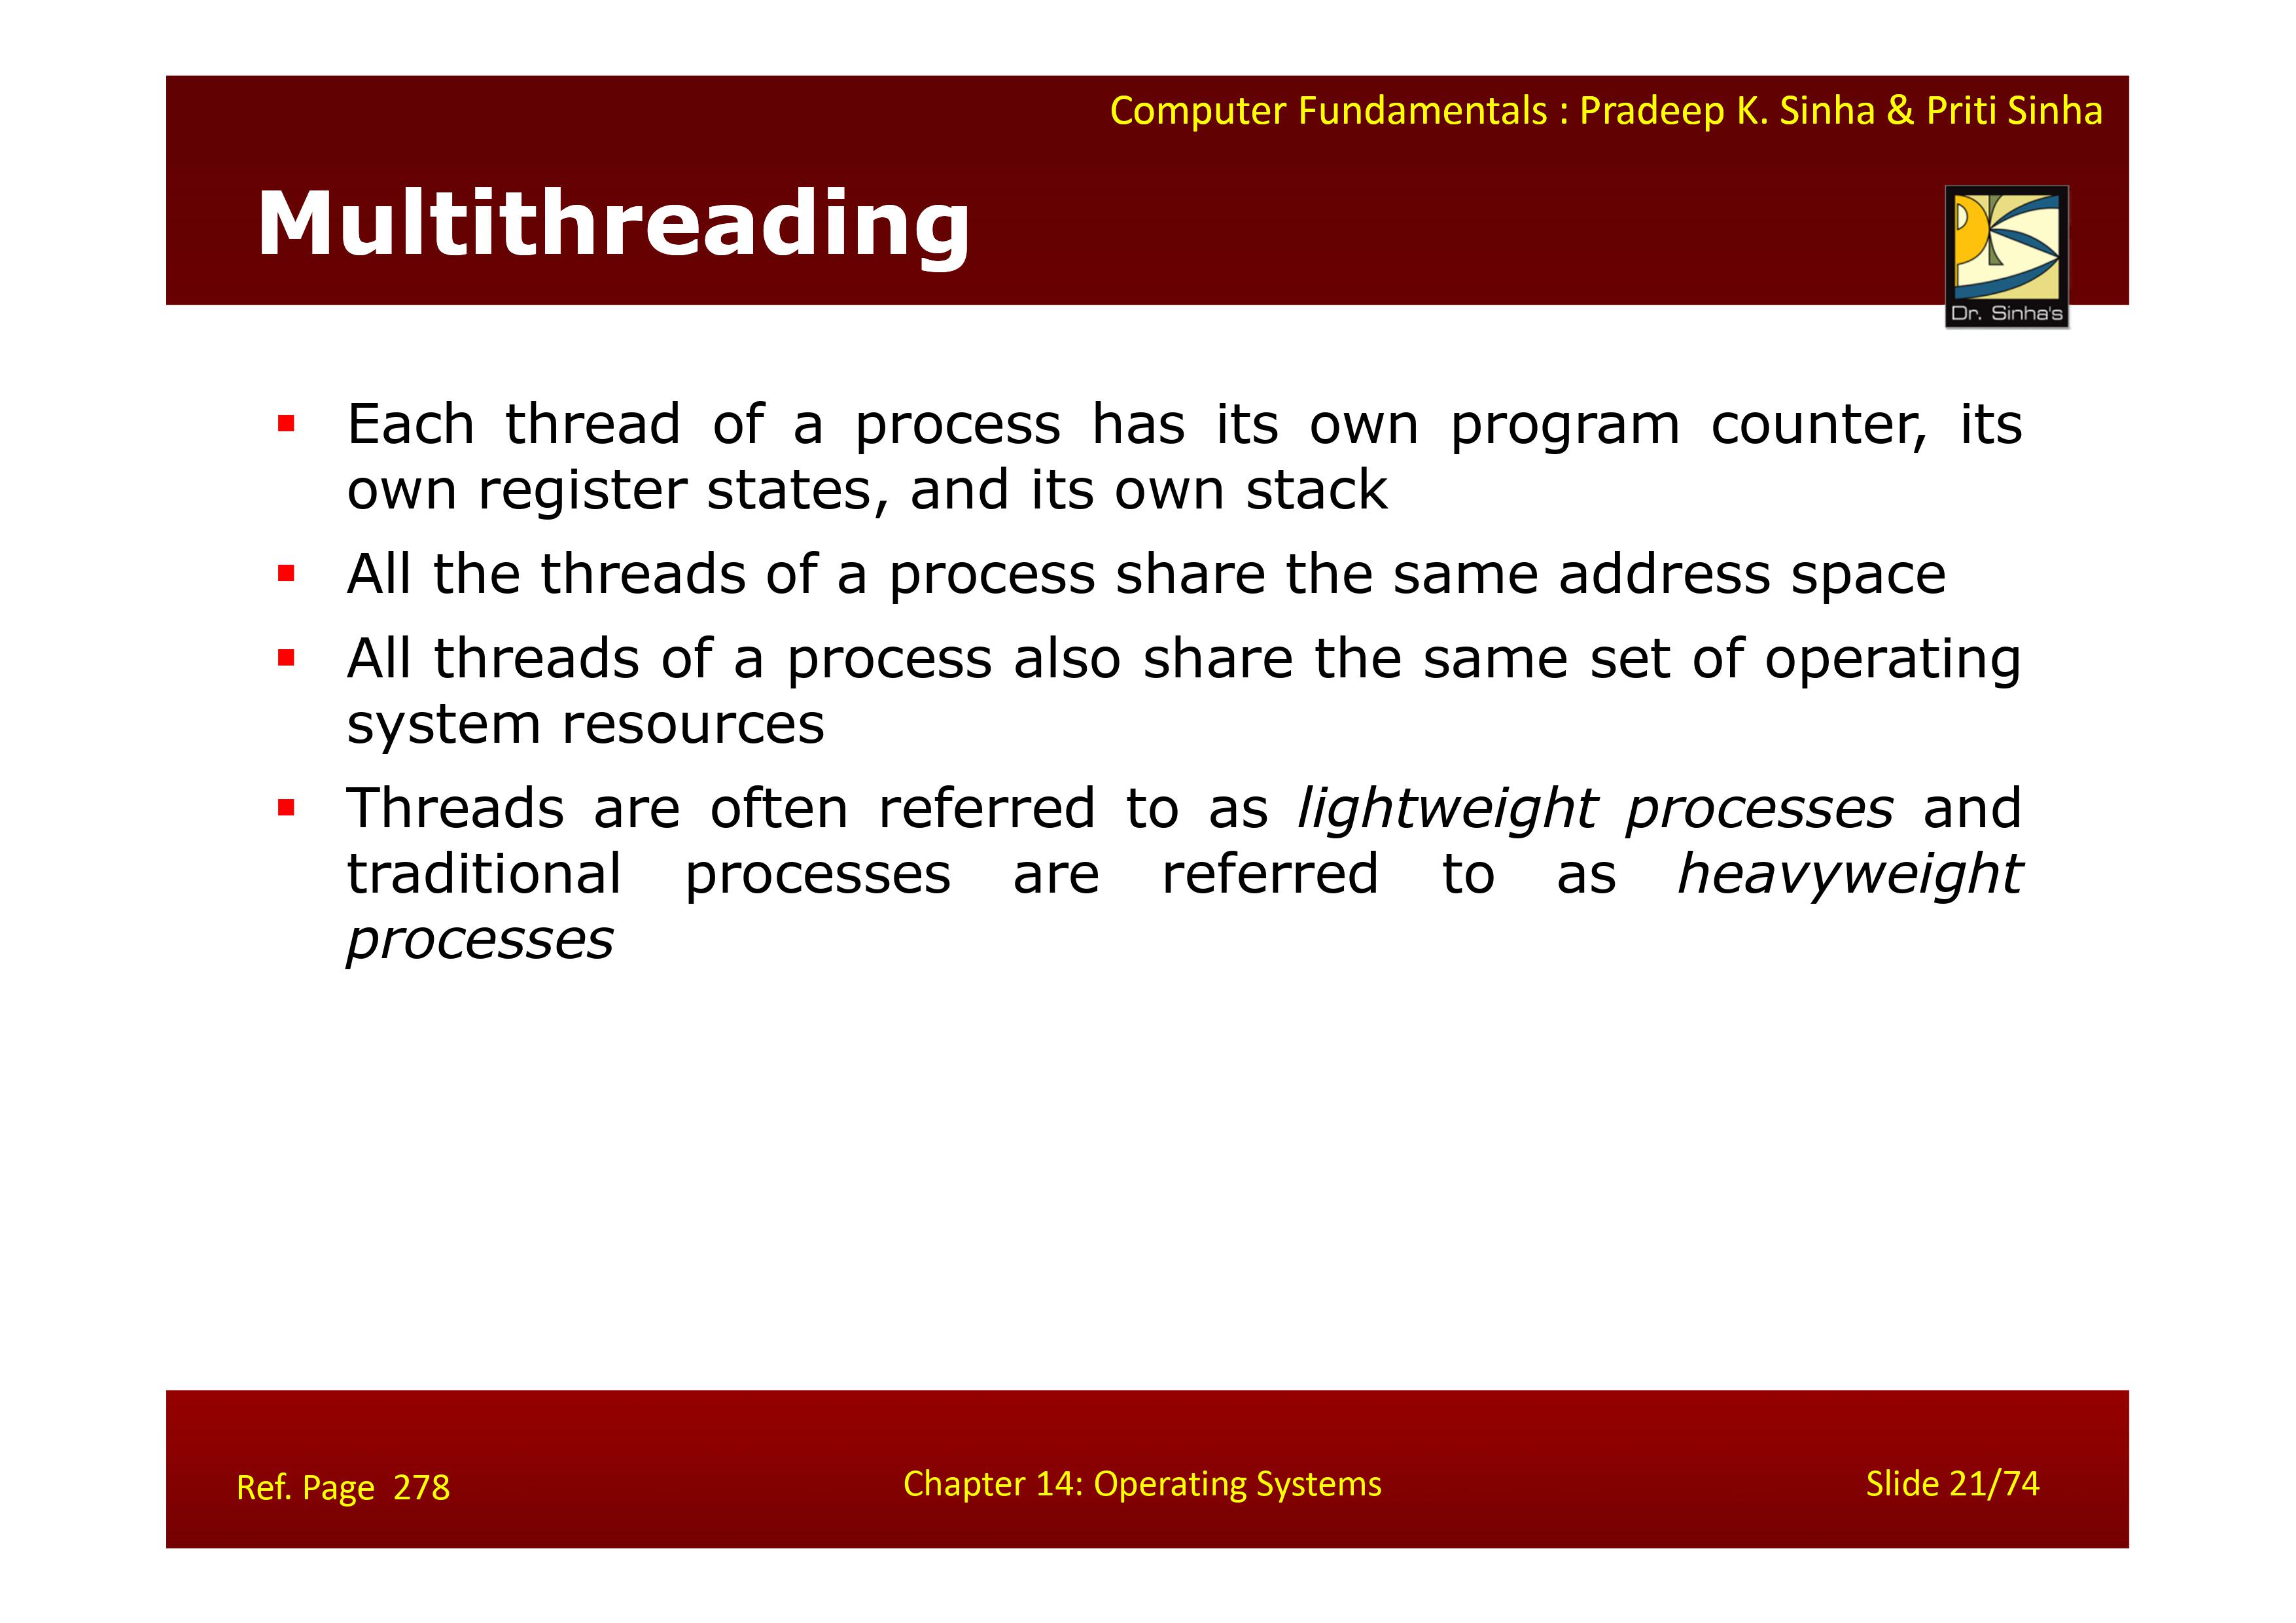 Computer Fundamentals : Pradeep K. Sinha & Priti Sinha
Multithreading
Dr. Sinha's
▪ Each thread of a process has its own program counter, its
own register states, and its own stack
▪ All the threads of a process share the same address space
▪ All threads of a process also share the same set of operating
system resources
▪ Threads are often referred to as lightweight processes and
traditional processes are referred to as heavyweight
processes
Ref. Page 278
Chapter 14: Operating Systems
Slide 21/74